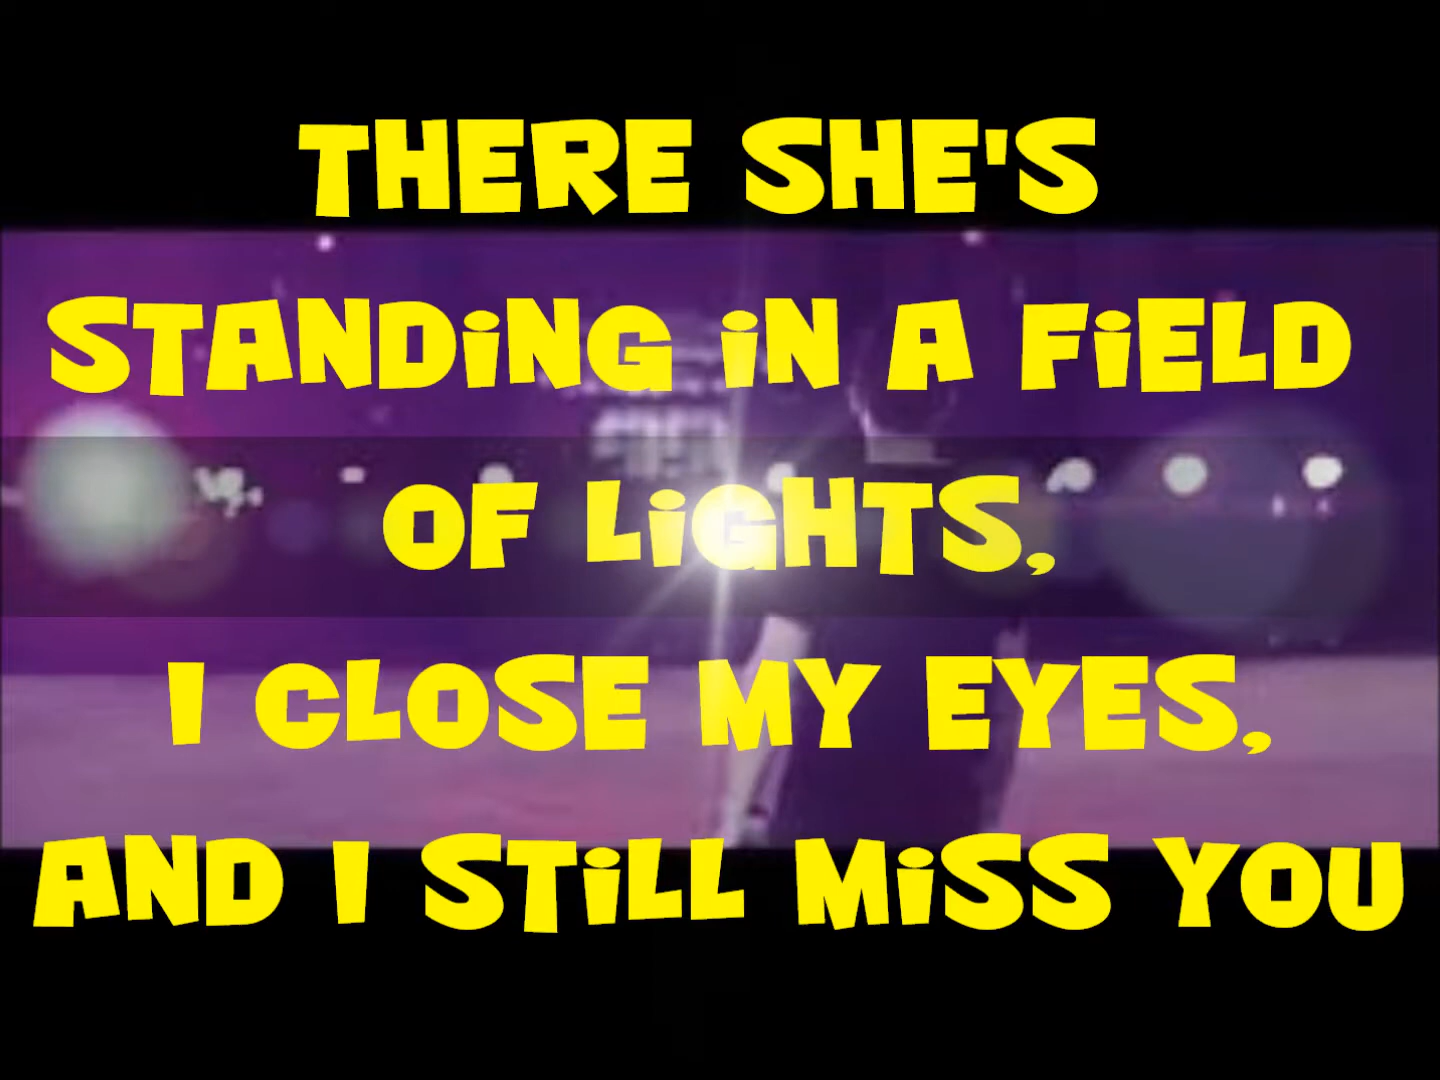 THERE SHE'S
STANDING IN A FIELD
OF LIGHTS,
I CLOSE MY EYES,
AND I STILL MISS YOU